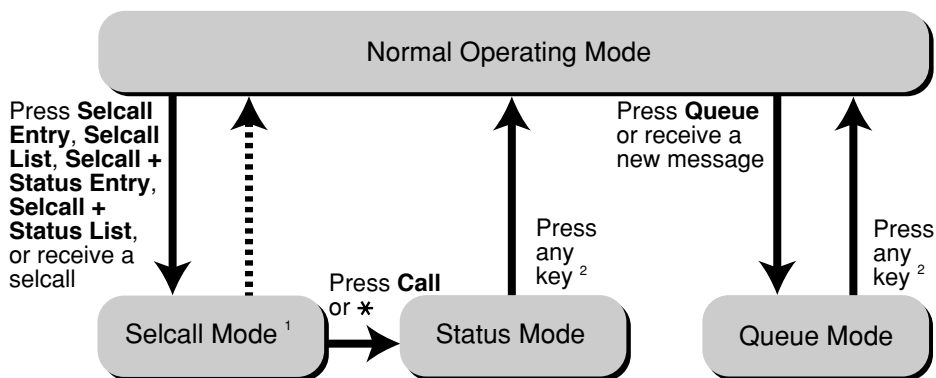 Normal Operating Mode
Press Selcall
Entry, Selcall
List, Selcall +
Status Entry,
Selcall +
Status List,
or receive a
selcall
Press Queue
or receive a
new message
Press
any
key 2
Press
any
key 2
Press Call
or *
Selcall Mode 1
Status Mode
Queue Mode